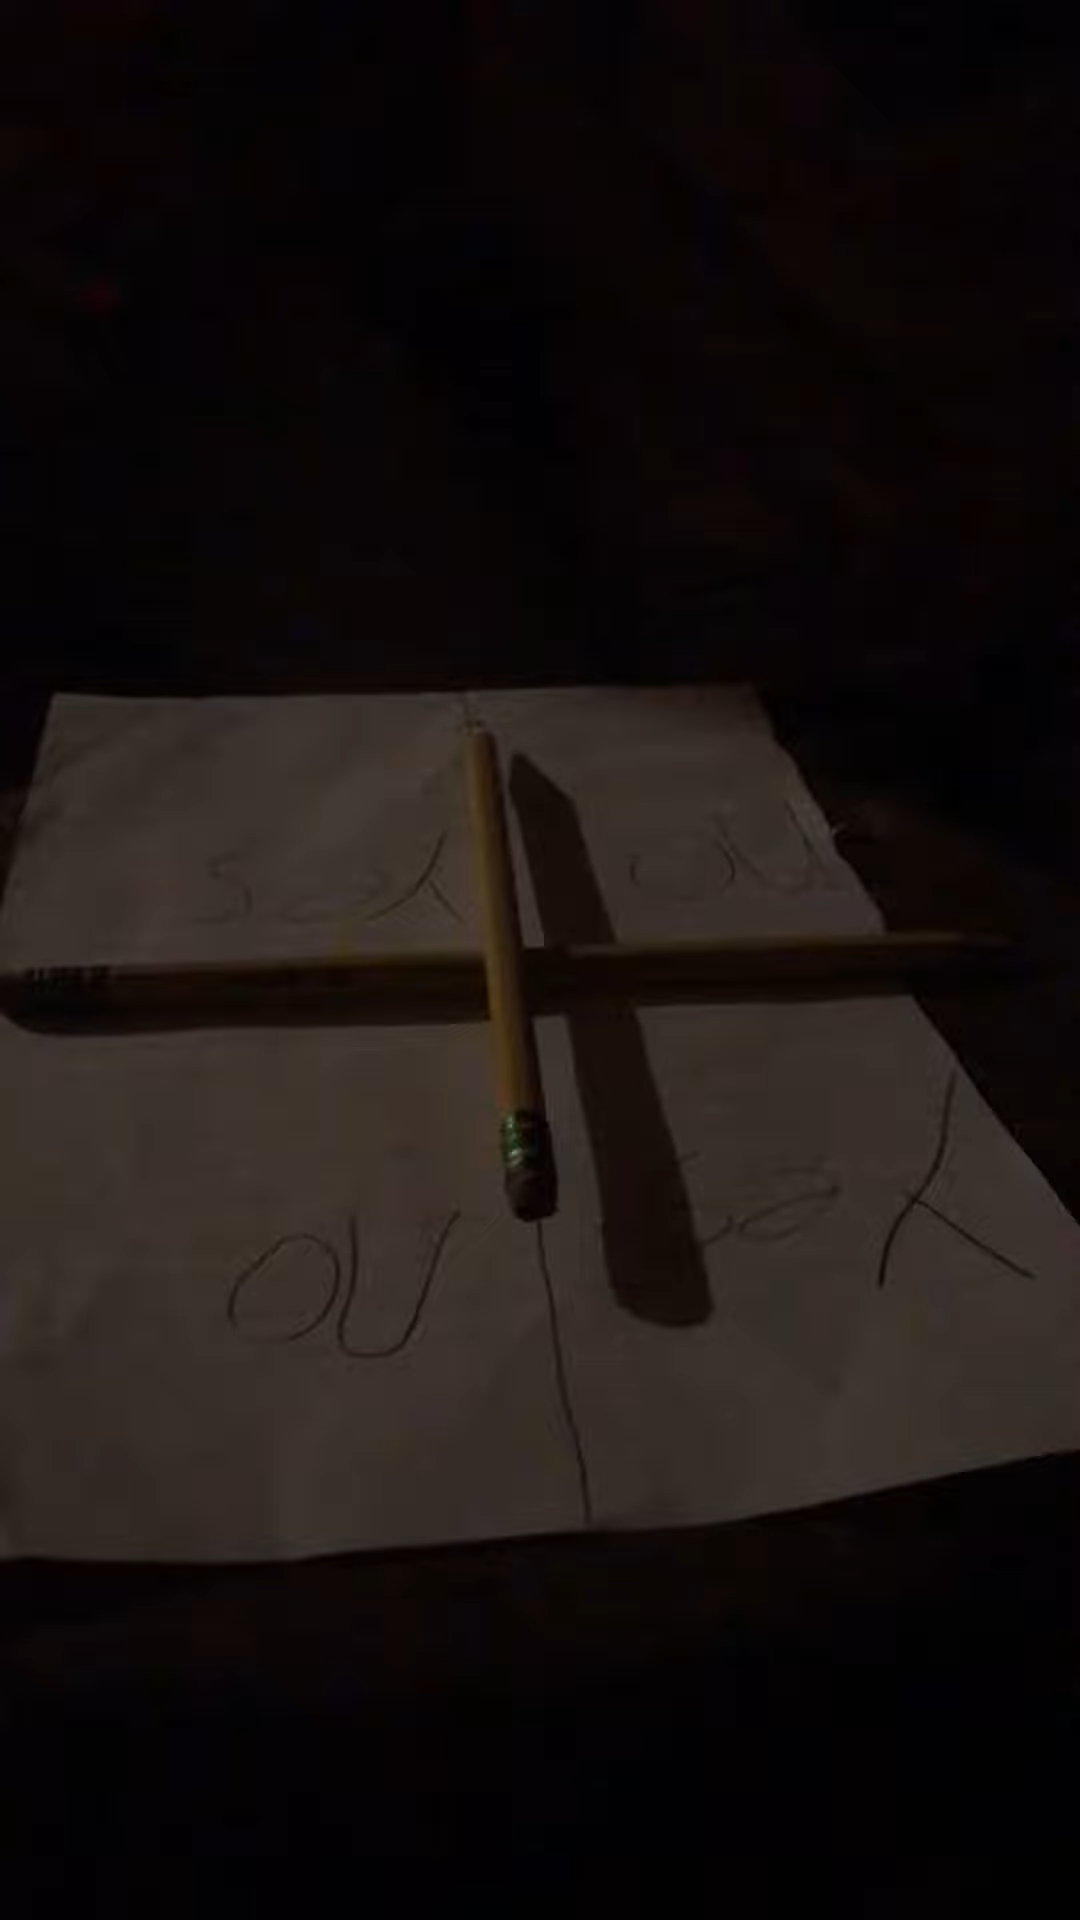 Yes no
no Yes